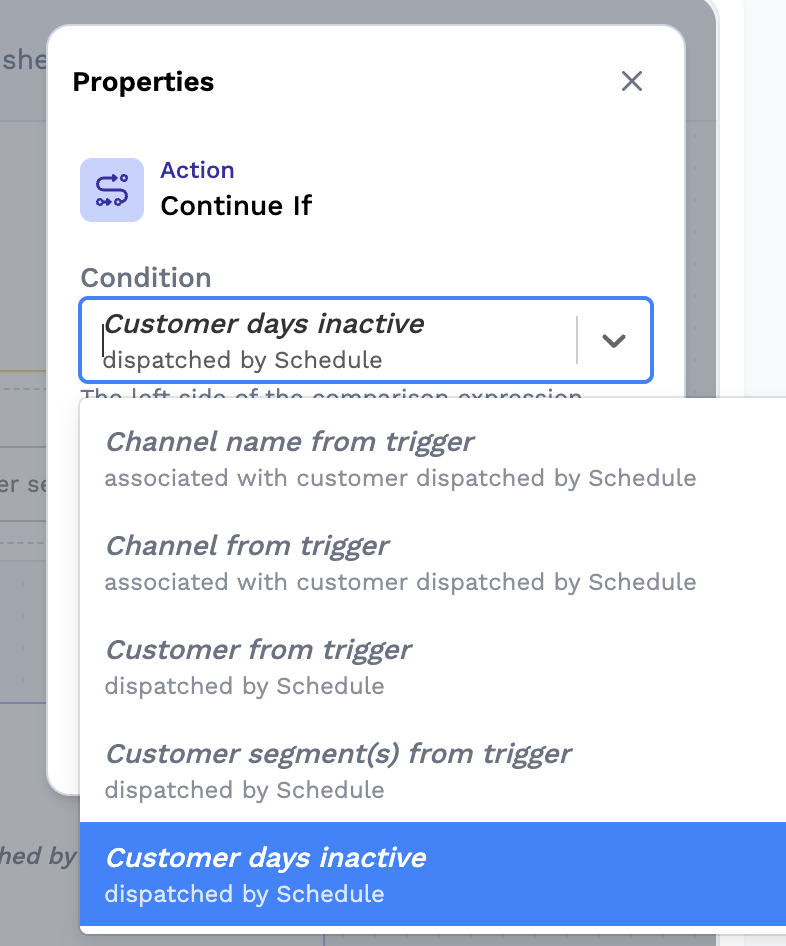 she
Properties
Action
Continue If
Condition
Customer days inactive
dispatched by Schedule
The left side of the comparison expression
Channel name from trigger
associated with customer dispatched by Schedule
Channel from trigger
associated with customer dispatched by Schedule
er se
Customer from trigger
dispatched by Schedule
Customer segment(s) from trigger
dispatched by Schedule
hed by
Customer days inactive
dispatched by Schedule